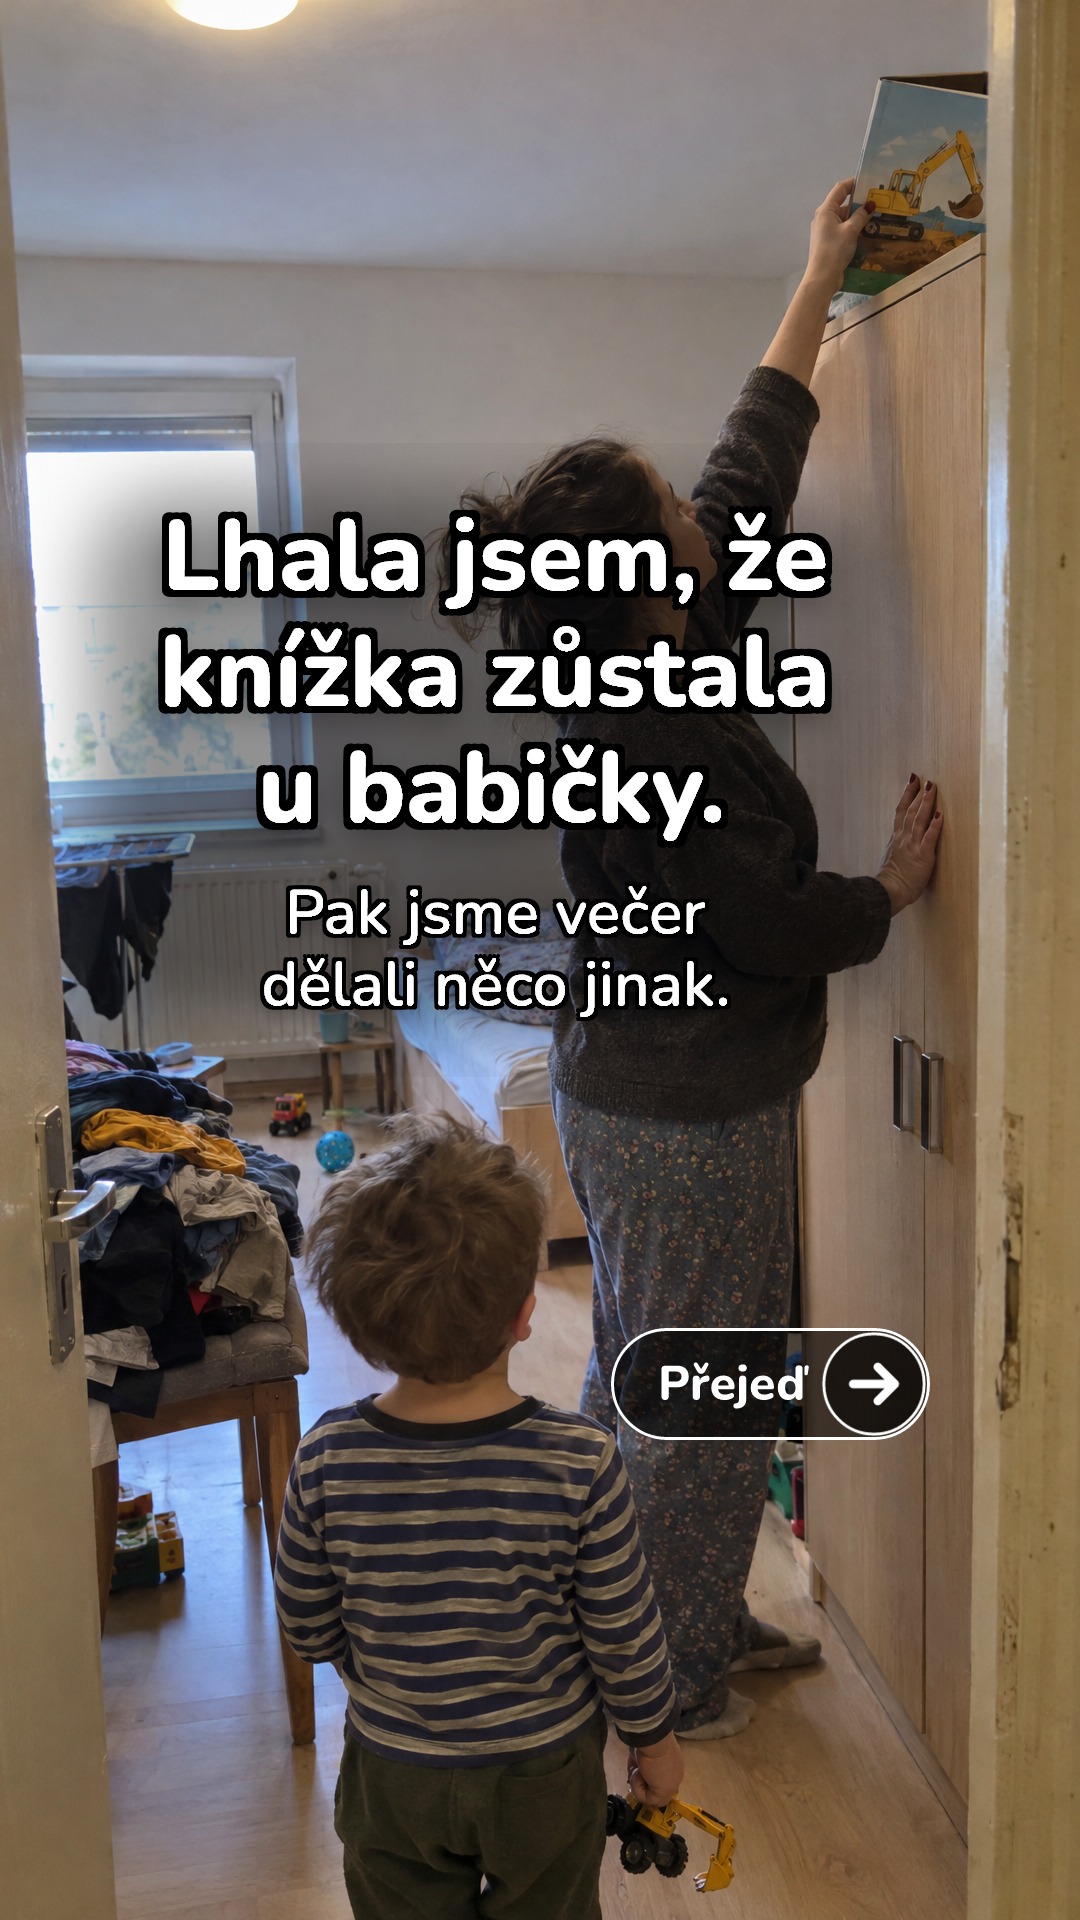 Lhala jsem, že
knížka zůstala
u babičky.
Pak jsme večer
dělali něco jinak.
Přejeď